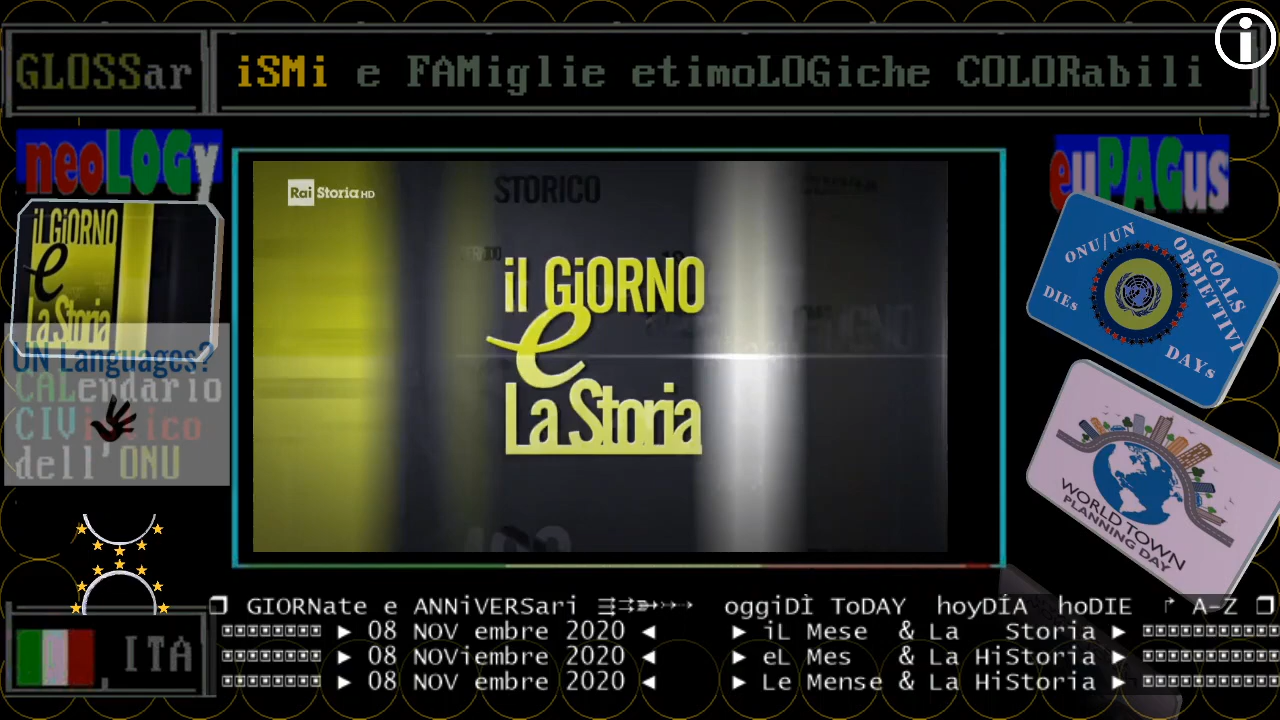 GLOSSar
iSMi e FAMiglie etimoLOGiche COLORabili
i
neoLOGy
euPAGus
Rai Storia HD
STORICO
il GiORNO
e
La Storia
il GiORNO
e
La Storia
UN Languages?
CALendario
CIVico
dell'ONU
ONU/UN
DIEs
GOALS
OBBIETTIVI
DAYs
WORLD TOWN
PLANNING DAY
GIORNate e ANNiVERSari oggiDÌ ToDAY hoyDÍA hoDIE A-Z
► 08 NOV embre 2020 ◄ ► iL Mese & La Storia ►
► 08 NOViembre 2020 ◄ ► eL Mes & La HiStoria ►
► 08 NOV embre 2020 ◄ ► Le Mense & La HiStoria ►
ITA